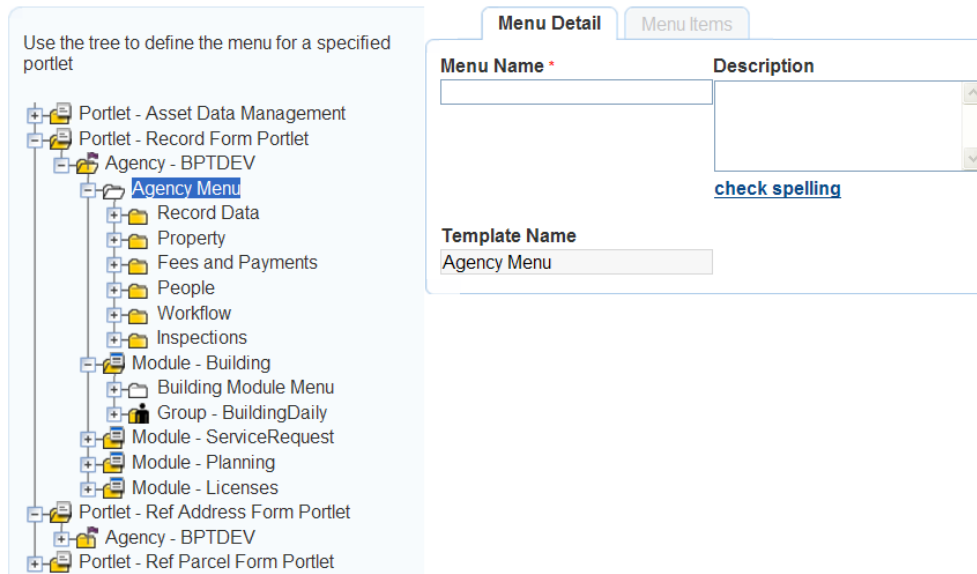 Use the tree to define the menu for a specified
portlet
Portlet - Asset Data Management
Portlet - Record Form Portlet
Agency - BPTDEV
Agency Menu
Record Data
Property
Fees and Payments
People
Workflow
Inspections
Module - Building
Building Module Menu
Group - BuildingDaily
Module - ServiceRequest
Module - Planning
Module - Licenses
Portlet - Ref Address Form Portlet
Agency - BPTDEV
Portlet - Ref Parcel Form Portlet
Menu Detail Menu Items
Menu Name * Description
check spelling
Template Name
Agency Menu